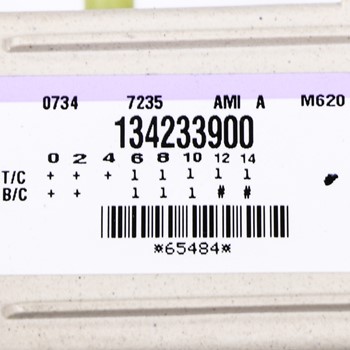 0734 7235 AMI A M620
134233900
0 2 4 6 8 10 12 14
T/C + + + 1 1 1 1 1
B/C + + 1 1 1 # #
*65484*